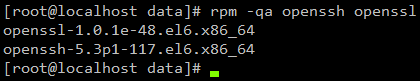 [root@localhost data]# rpm -qa openssh openssl
openssl-1.0.1e-48.el6.x86_64
openssh-5.3p1-117.el6.x86_64
[root@localhost data]#